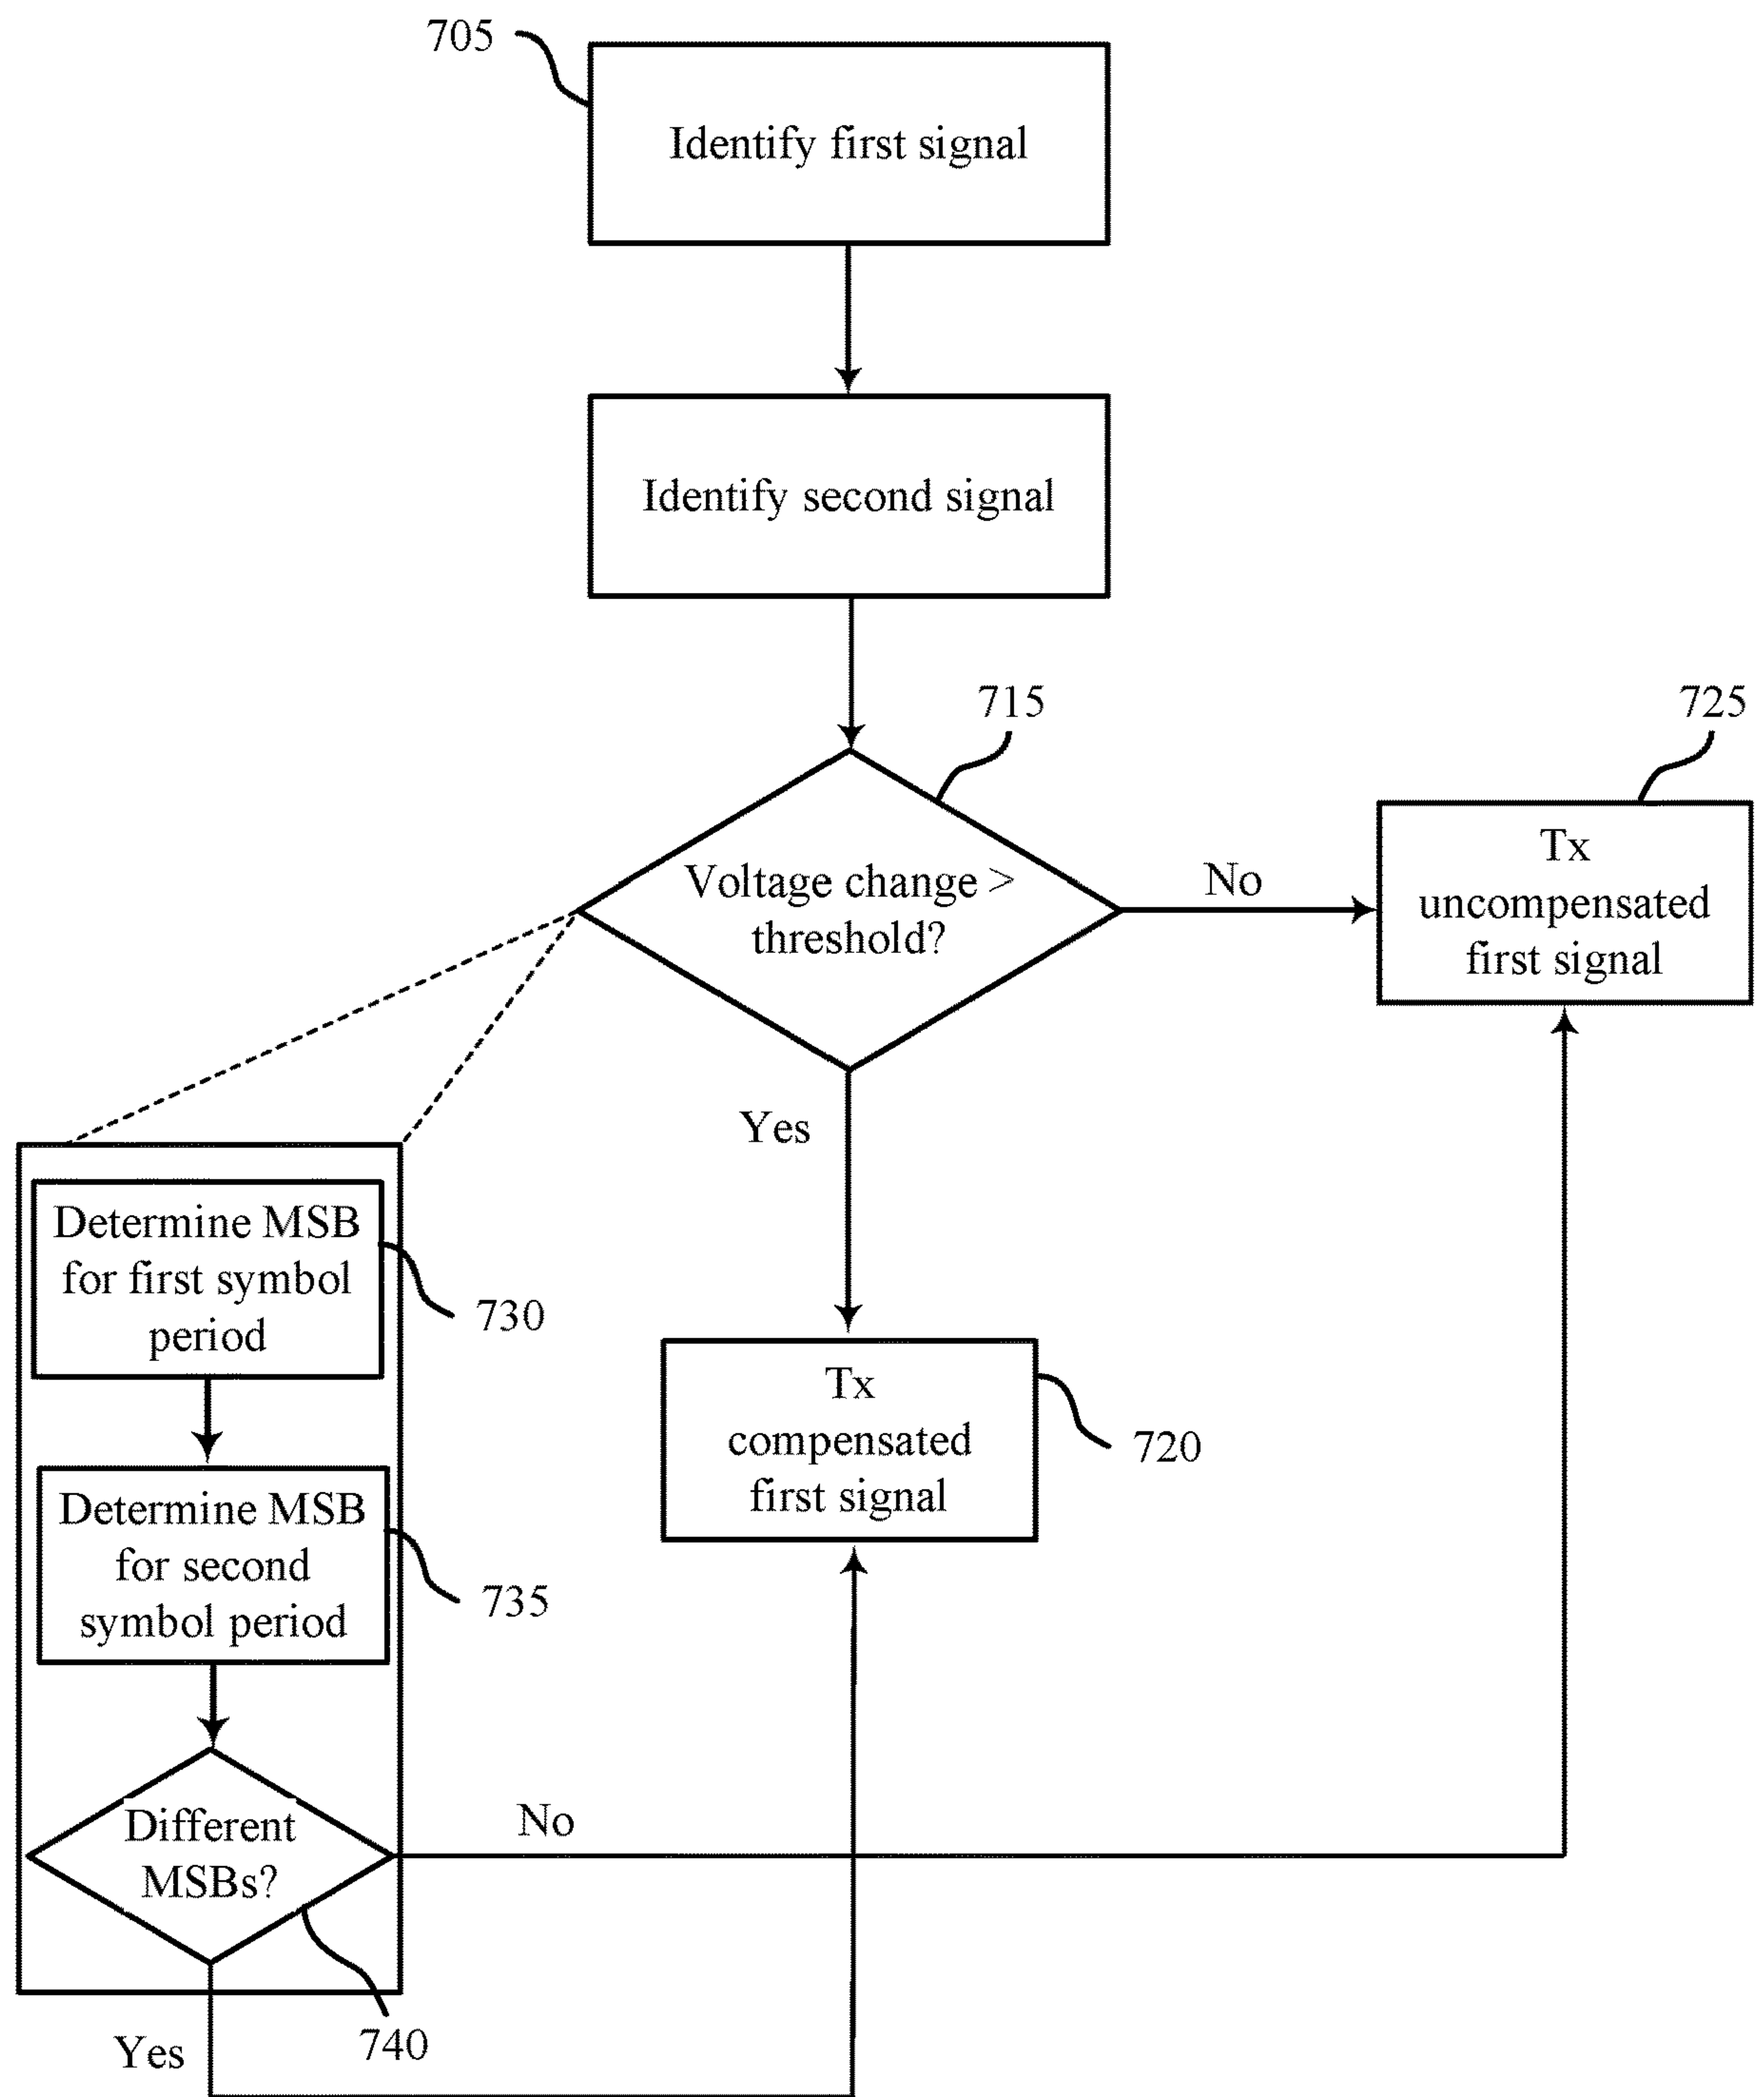 705
Identify first signal
Identify second signal
715
725
Voltage change >
threshold?
No
Tx
uncompensated
first signal
Yes
Determine MSB
for first symbol
period
730
Tx
compensated
first signal
720
Determine MSB
for second
symbol period
735
Different
MSBs?
No
740
Yes